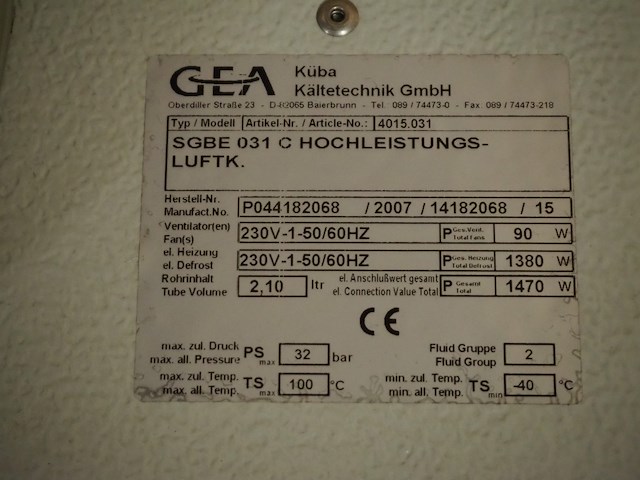 GEA Küba
Kältetechnik GmbH
Oberdiller Straße 23 - D-82065 Baierbrunn - Tel. 089 / 74473-0 - Fax. 089 / 74473-218
Typ / Modell Artikel-Nr. / Article-No.: 4015.031
SGBE 031 C HOCHLEISTUNGS-
LUFTK.
Herstell-Nr.
Manufact.No. P044182068 / 2007 / 14182068 / 15
Ventilator(en)
Fan(s) 230V-1-50/60HZ P Ges. Vent. Total Fans 90 W
el. Heizung
el. Defrost 230V-1-50/60HZ P Ges. Heizung Total Defrost 1380 W
Rohrinhalt
Tube Volume 2,10 ltr
el. Anschlußwert gesamt
el. Connection Value Total P Gesamt Total 1470 W
CE
max. zul. Druck
max. all. Pressure PS max 32 bar
Fluid Gruppe
Fluid Group 2
max. zul. Temp.
max. all. Temp. TS max 100 °C
min. zul. Temp.
min. all. Temp. TS min -40 °C